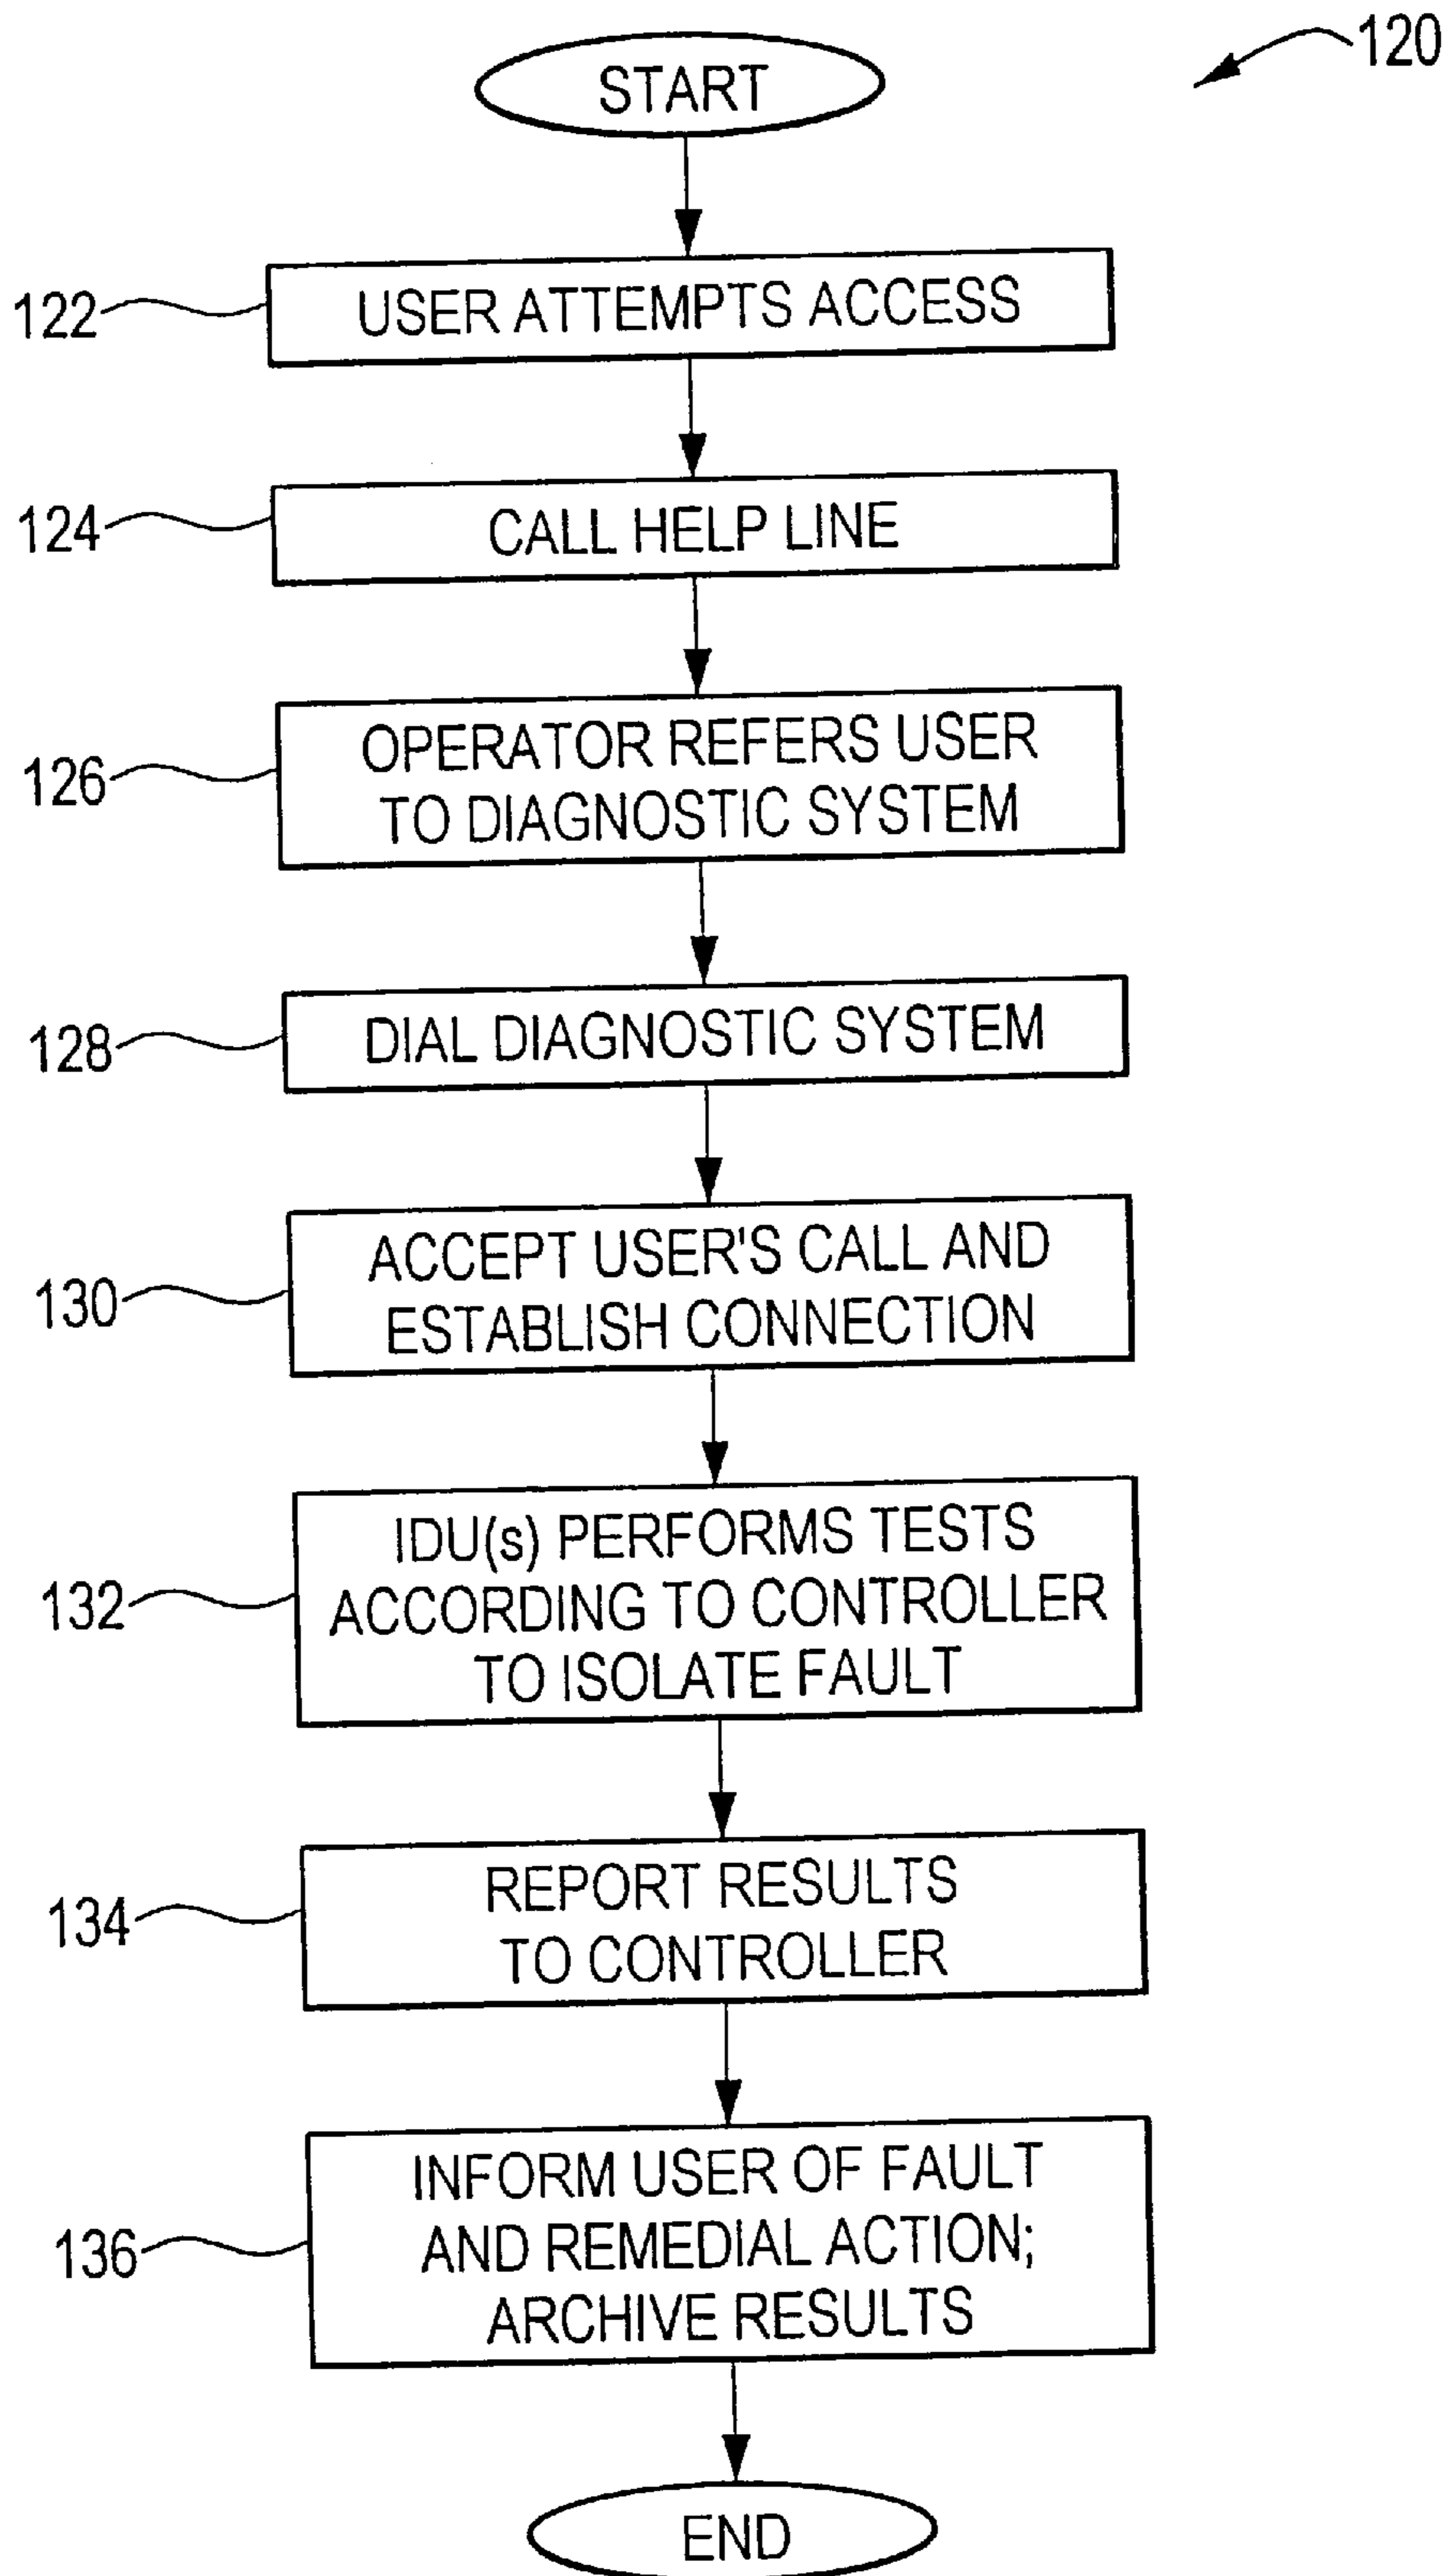 120
START
122
USER ATTEMPTS ACCESS
124
CALL HELP LINE
126
OPERATOR REFERS USER
TO DIAGNOSTIC SYSTEM
128
DIAL DIAGNOSTIC SYSTEM
130
ACCEPT USER'S CALL AND
ESTABLISH CONNECTION
132
IDU(s) PERFORMS TESTS
ACCORDING TO CONTROLLER
TO ISOLATE FAULT
134
REPORT RESULTS
TO CONTROLLER
136
INFORM USER OF FAULT
AND REMEDIAL ACTION;
ARCHIVE RESULTS
END